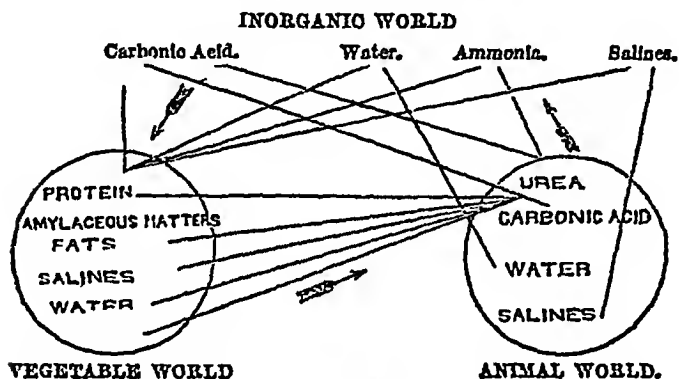 INORGANIC WORLD
Carbonic Acid. Water. Ammonia. Salines.
PROTEIN
AMYLACEOUS MATTERS
FATS
SALINES
WATER
UREA
CARBONIC ACID
WATER
SALINES
VEGETABLE WORLD ANIMAL WORLD.